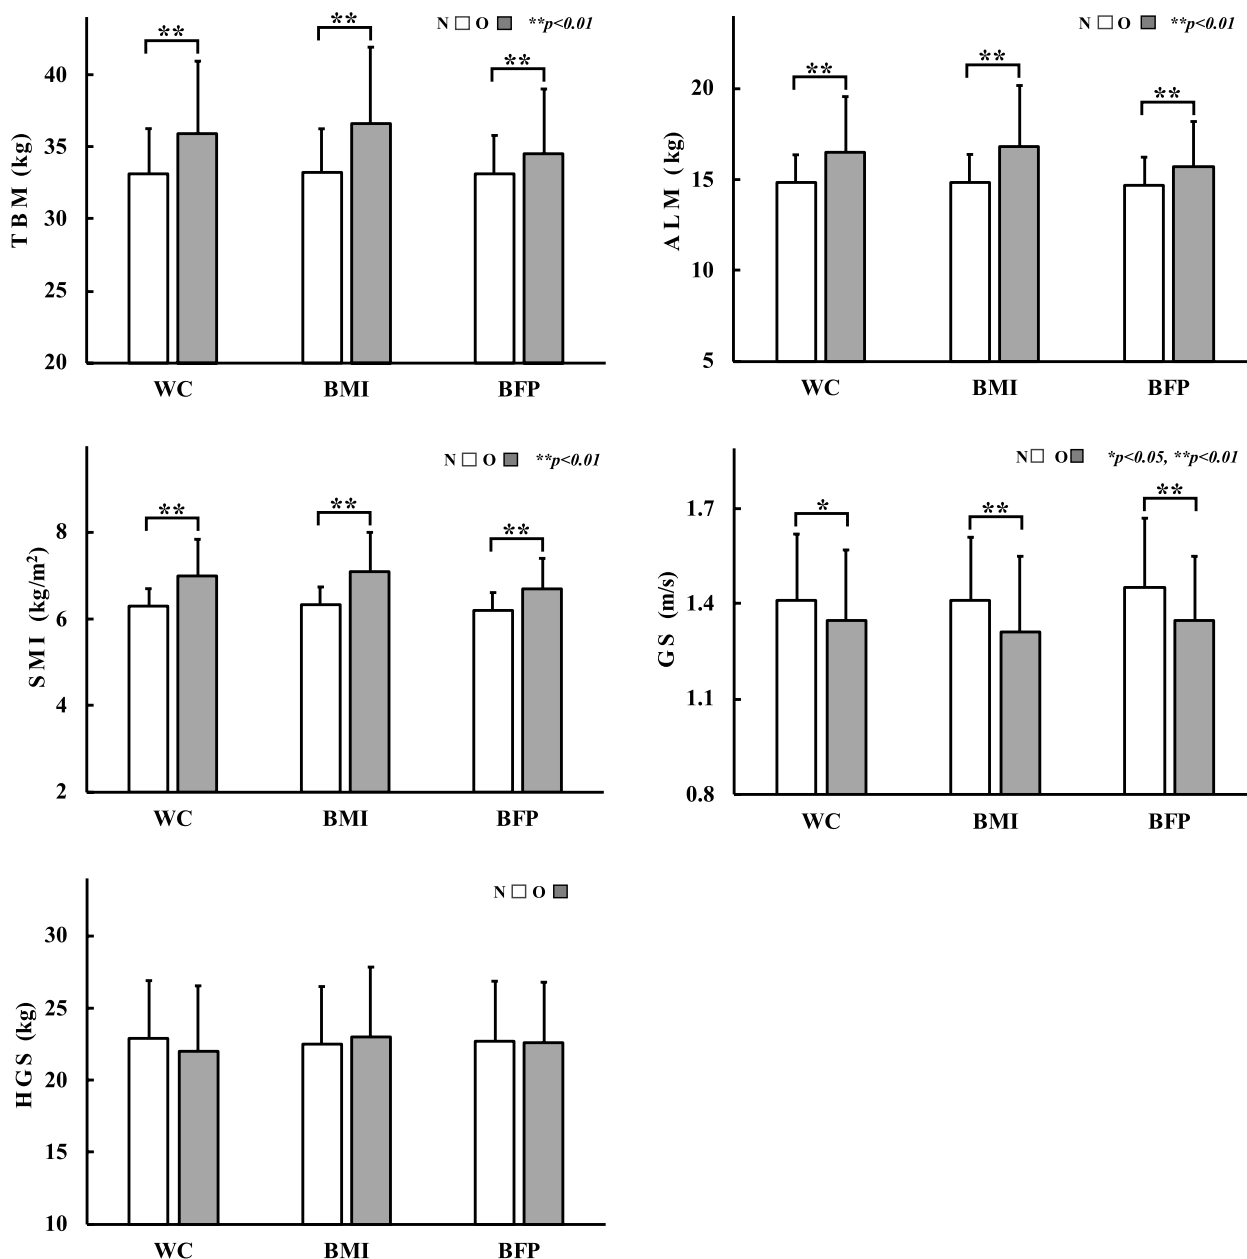 N O **p<0.01
** ** **
40
35
30
25
20
TBM (kg)
WC BMI BFP
N O **p<0.01
** ** **
20
15
10
5
ALM (kg)
WC BMI BFP
N O **p<0.01
** ** **
8
6
4
2
SMI (kg/m²)
WC BMI BFP
N O *p<0.05, **p<0.01
* ** **
1.7
1.4
1.1
0.8
GS (m/s)
WC BMI BFP
N O
30
25
20
15
10
HGS (kg)
WC BMI BFP